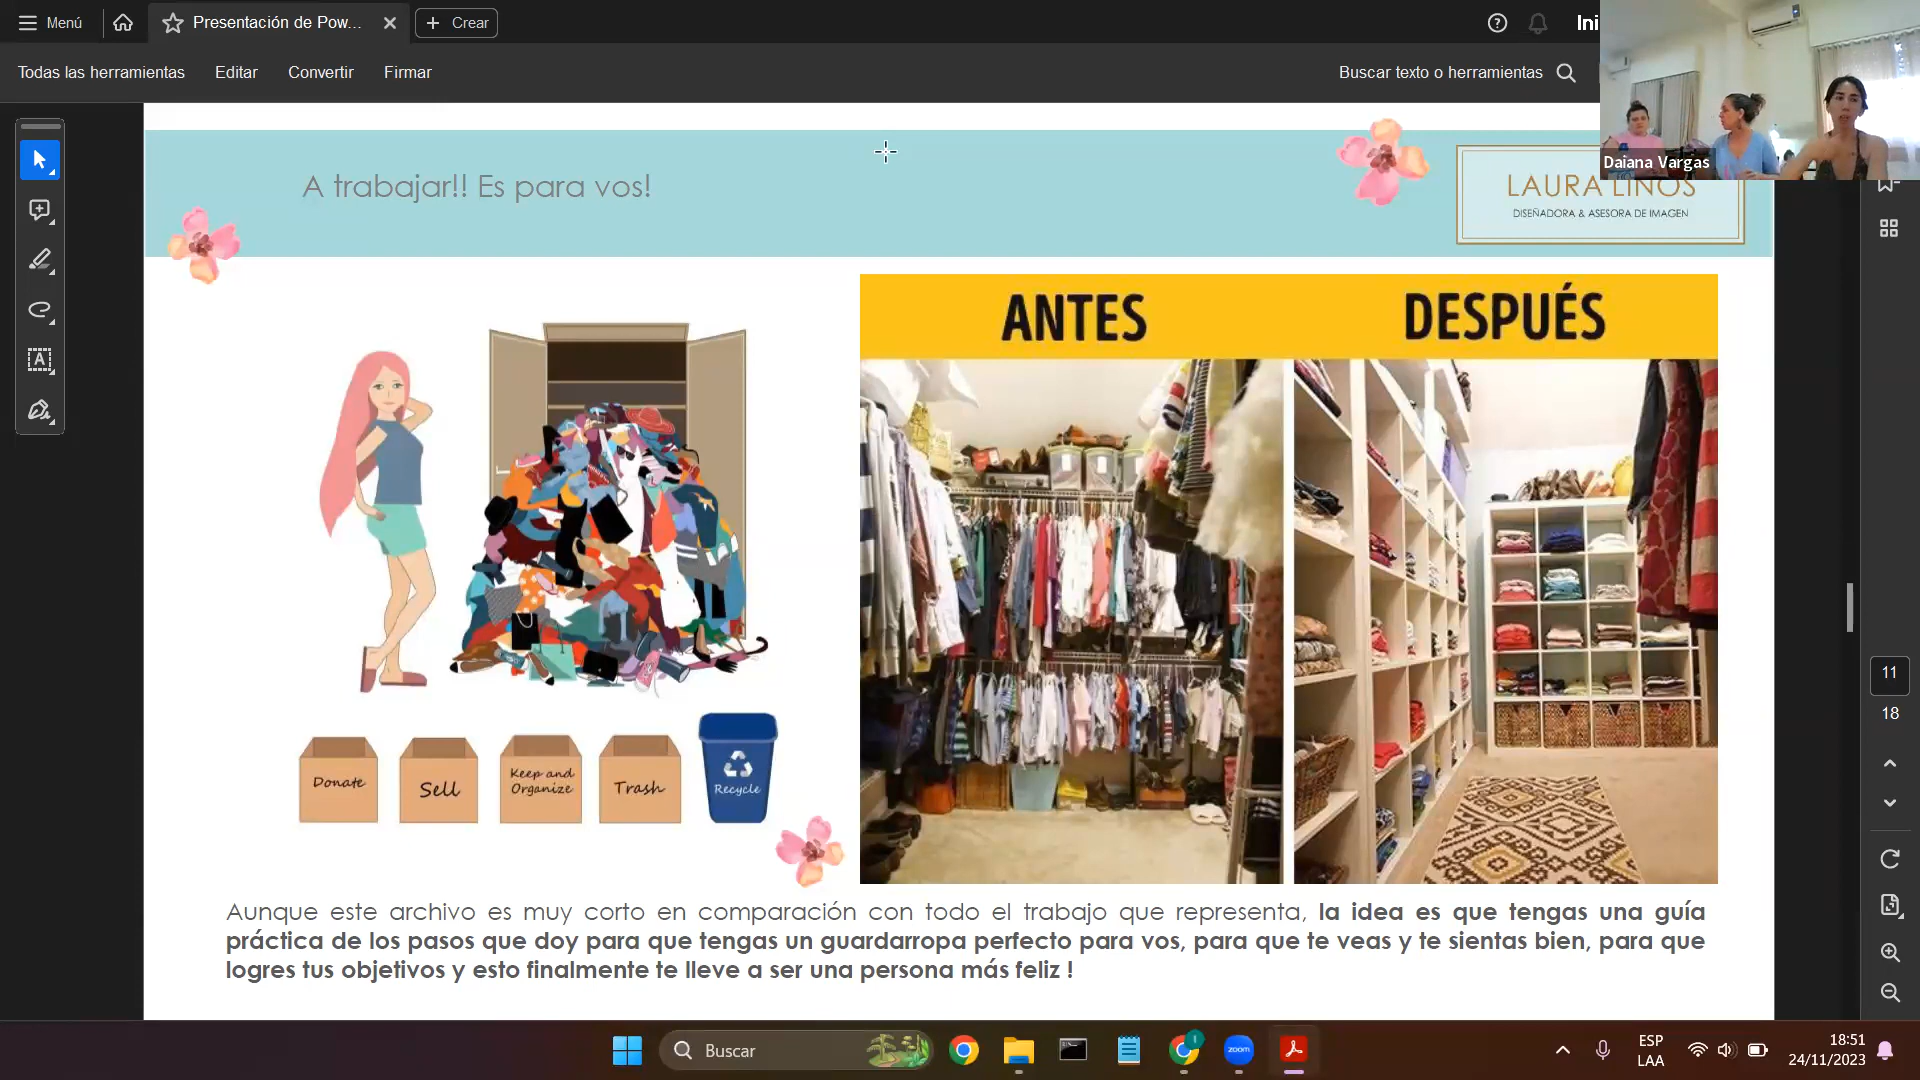 Menú
Presentación de Pow...
Crear
Ini
Todas las herramientas
Editar
Convertir
Firmar
Buscar texto o herramientas
Daiana Vargas
A trabajar!! Es para vos!
LAURA LINOS
DISEÑADORA & ASESORA DE IMAGEN
ANTES
DESPUÉS
Donate
Sell
Keep and
Organize
Trash
Recycle
Aunque este archivo es muy corto en comparación con todo el trabajo que representa, la idea es que tengas una guía
práctica de los pasos que doy para que tengas un guardarropa perfecto para vos, para que te veas y te sientas bien, para que
logres tus objetivos y esto finalmente te lleve a ser una persona más feliz !
11
18
Buscar
1
zoom
ESP
LAA
18:51
24/11/2023